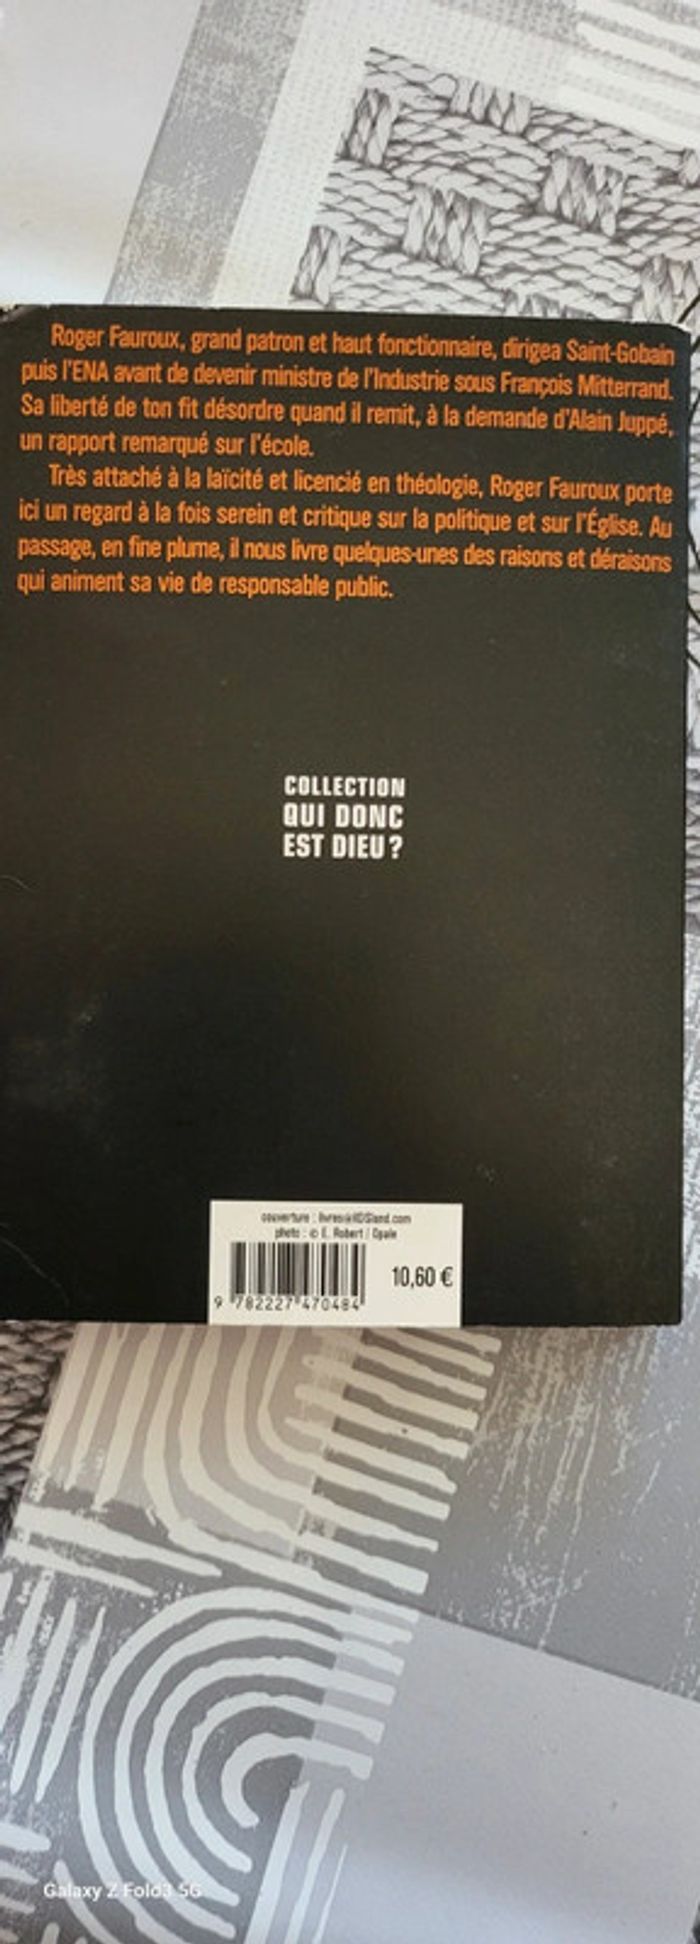 Roger Fauroux, grand patron et haut fonctionnaire, dirigea Saint-Gobain
puis l'ENA avant de devenir ministre de l'Industrie sous François Mitterrand.
Sa liberté de ton fit désordre quand il remit, à la demande d'Alain Juppé,
un rapport remarqué sur l'école.
Très attaché à la laïcité et licencié en théologie, Roger Fauroux porte
ici un regard à la fois serein et critique sur la politique et sur l'Église. Au
passage, en fine plume, il nous livre quelques-unes des raisons et déraisons
qui animent sa vie de responsable public.
COLLECTION
QUI DONC
EST DIEU ?
couverture :
photo : © E. Robert / Opale
10,60 €
9 782227 470484
Galaxy Z Fold3 5G